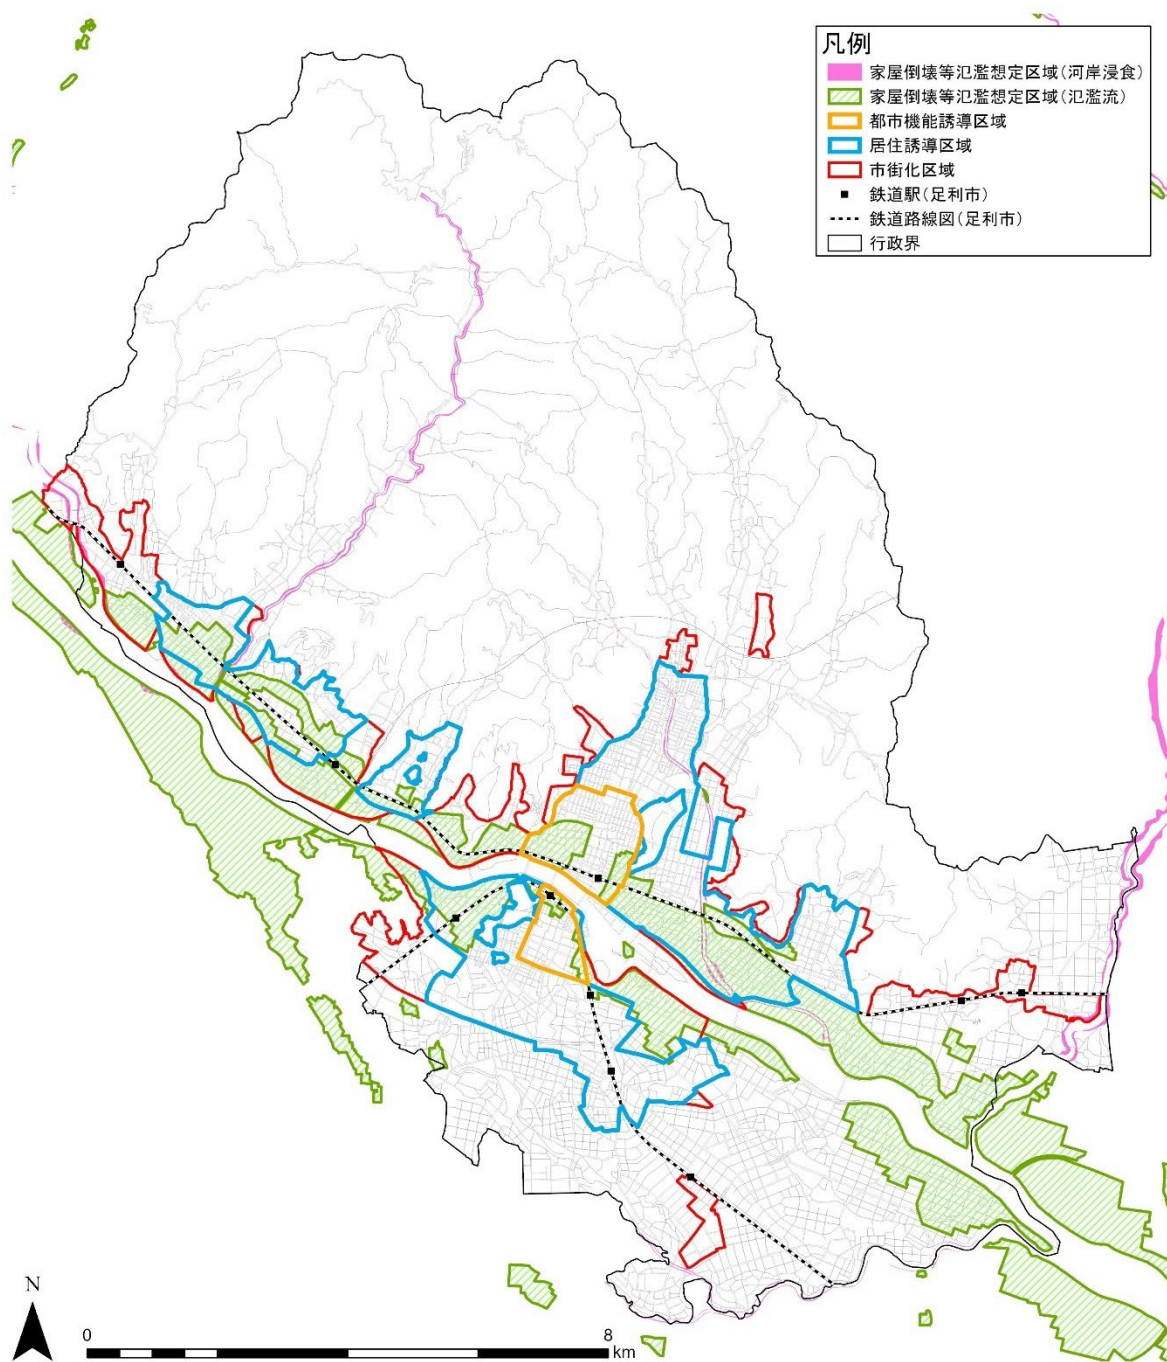 凡例
家屋倒壊等氾濫想定区域(河岸浸食)
家屋倒壊等氾濫想定区域(氾濫流)
都市機能誘導区域
居住誘導区域
市街化区域
鉄道駅(足利市)
鉄道路線図(足利市)
行政界
N
0 8
km